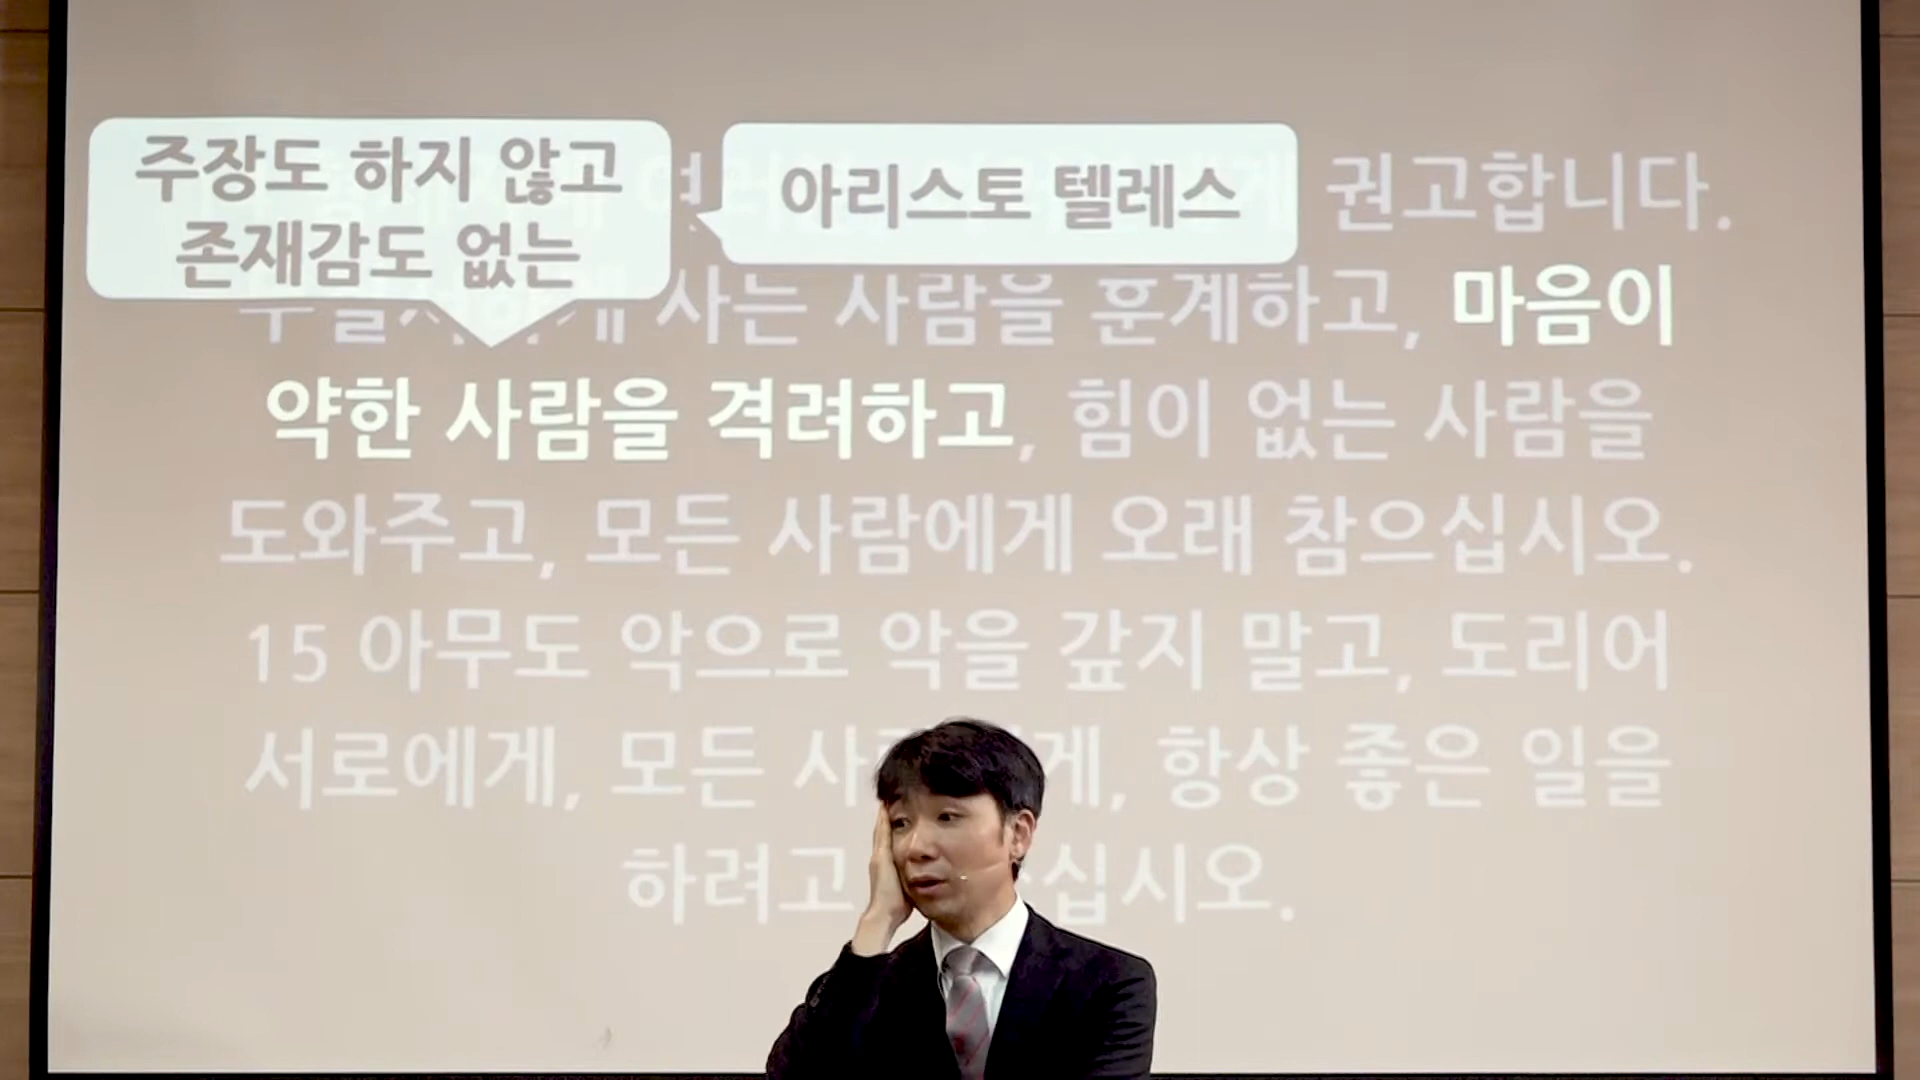 주장도 하지 않고
존재감도 없는
아리스토 텔레스
권고합니다.
사는 사람을 훈계하고, 마음이
약한 사람을 격려하고, 힘이 없는 사람을
도와주고, 모든 사람에게 오래 참으십시오.
15 아무도 악으로 악을 갚지 말고, 도리어
서로에게, 모든 게, 항상 좋은 일을
하려고 십시오.